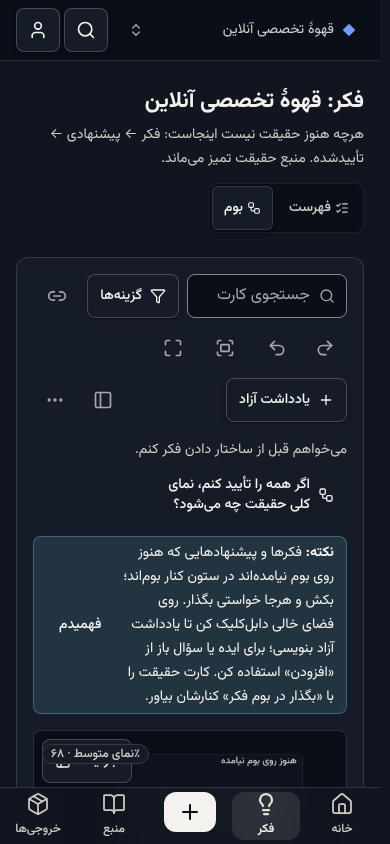 قهوهٔ تخصصی آنلاین
فکر: قهوهٔ تخصصی آنلاین
هرچه هنوز حقیقت نیست اینجاست: فکر ← پیشنهادی ←
تأییدشده. منبع حقیقت تمیز می‌ماند.
فهرست
بوم
جستجوی کارت
گزینه‌ها
یادداشت آزاد
می‌خواهم قبل از ساختار دادن فکر کنم.
اگر همه را تأیید کنم، نمای
کلی حقیقت چه می‌شود؟
نکته: فکرها و پیشنهادهایی که هنوز
روی بوم نیامده‌اند در ستون کنار بوم‌اند؛
بکش و هرجا خواستی بگذار. روی
فضای خالی دابل‌کلیک کن تا یادداشت
آزاد بنویسی؛ برای ایده یا سؤال باز از
«افزودن» استفاده کن. کارت حقیقت را
با «بگذار در بوم فکر» کنارشان بیاور.
فهمیدم
نمای متوسط · ۶۸٪
هنوز روی بوم نیامده
خانه
فکر
منبع
خروجی‌ها